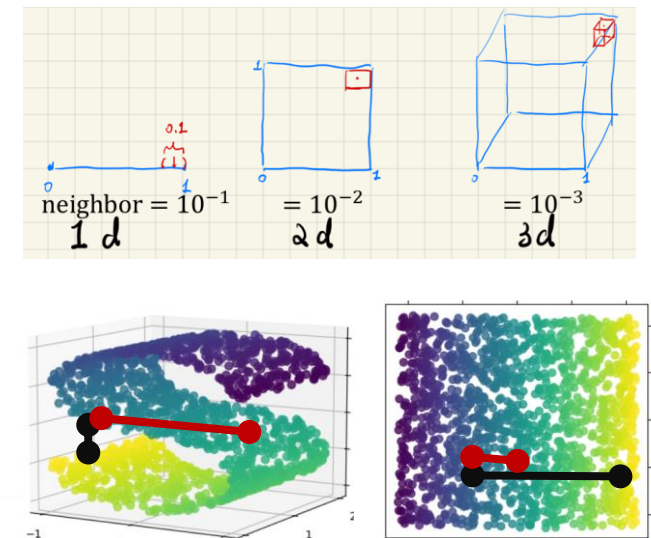 1
0.1
0 1
0 1
0 1
neighbor = 10⁻¹ = 10⁻² = 10⁻³
1 d 2 d 3d
−1 1 2